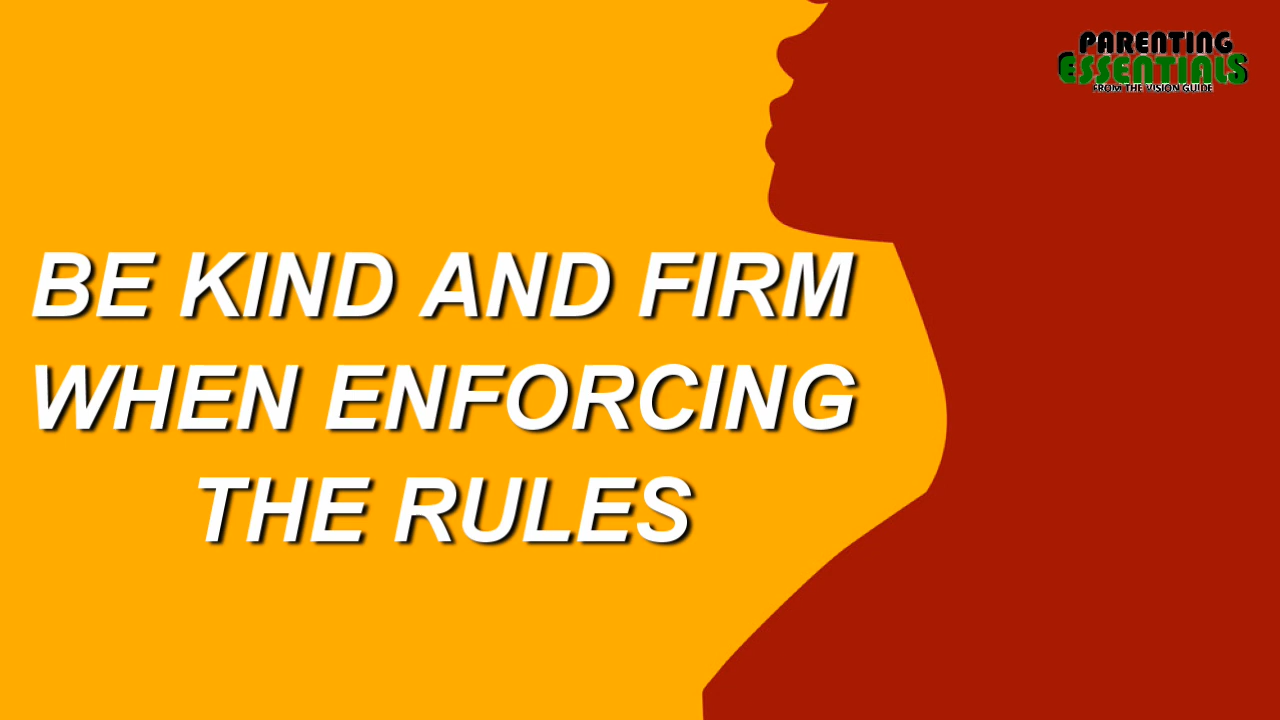 PARENTING
ESSENTIALS
FROM THE VISION GUIDE
BE KIND AND FIRM
WHEN ENFORCING
THE RULES